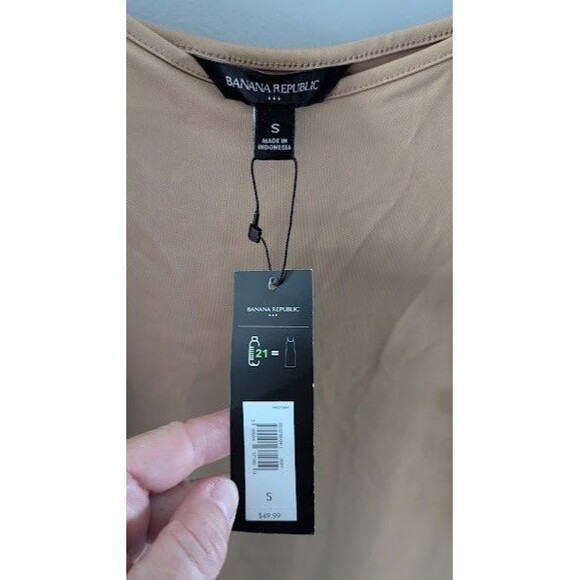 BANANA REPUBLIC
S
MADE IN
INDONESIA
BANANA REPUBLIC
21 =
S
$49.99